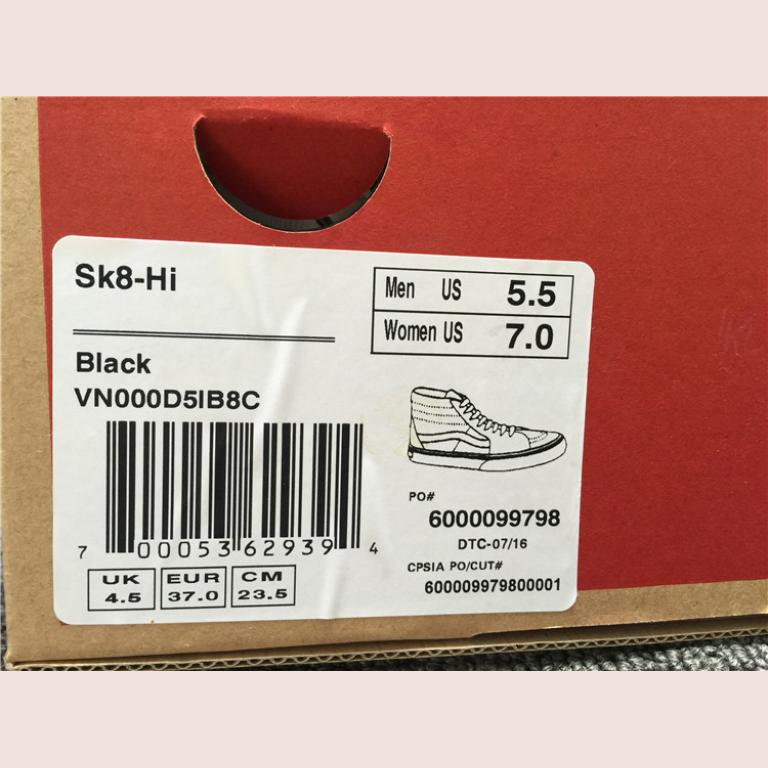 Sk8-Hi
Men US 5.5
Women US 7.0
Black
VN000D5IB8C
7 00053 62939 4
UK EUR CM
4.5 37.0 23.5
PO#
6000099798
DTC-07/16
CPSIA PO/CUT#
600009979800001